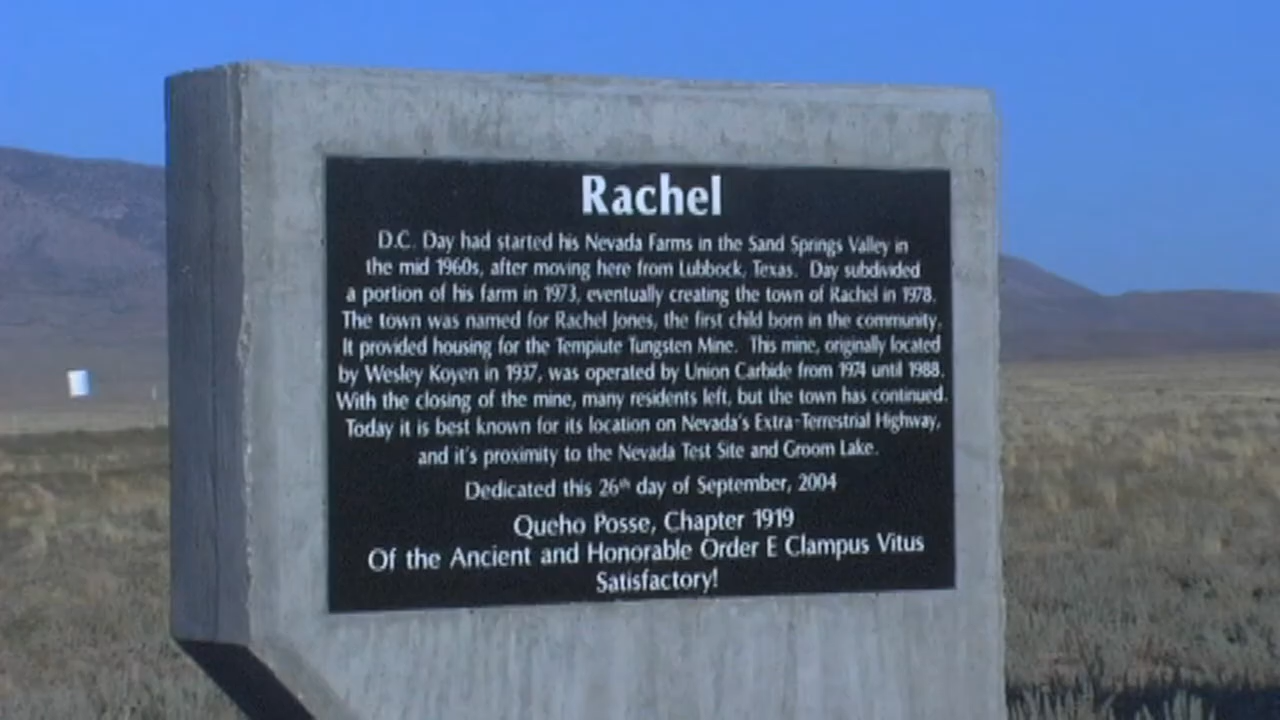 Rachel
D.C. Day had started his Nevada Farms in the Sand Springs Valley in
the mid 1960s, after moving here from Lubbock, Texas. Day subdivided
a portion of his farm in 1973, eventually creating the town of Rachel in 1978.
The town was named for Rachel Jones, the first child born in the community.
It provided housing for the Tempiute Tungsten Mine. This mine, originally located
by Wesley Koyen in 1937, was operated by Union Carbide from 1974 until 1988.
With the closing of the mine, many residents left, but the town has continued.
Today it is best known for its location on Nevada's Extra-Terrestrial Highway,
and it's proximity to the Nevada Test Site and Groom Lake.
Dedicated this 26th day of September, 2004
Queho Posse, Chapter 1919
Of the Ancient and Honorable Order E Clampus Vitus
Satisfactory!